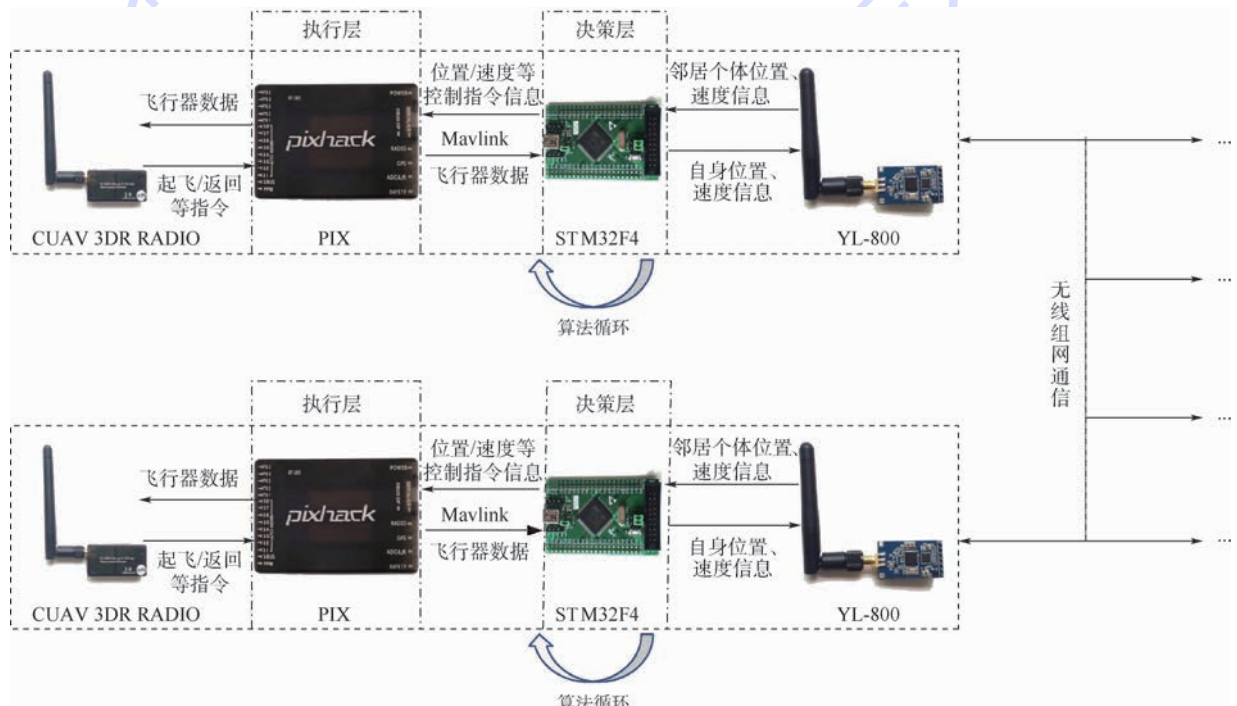 执行层
决策层
飞行器数据
起飞/返回
等指令
CUAV 3DR RADIO
pixhack
PIX
位置/速度等
控制指令信息
Mavlink
飞行器数据
STM32F4
邻居个体位置、
速度信息
自身位置、
速度信息
YL-800
算法循环
无线组网通信
...
...
...
...
执行层
决策层
飞行器数据
起飞/返回
等指令
CUAV 3DR RADIO
pixhack
PIX
位置/速度等
控制指令信息
Mavlink
飞行器数据
STM32F4
邻居个体位置、
速度信息
自身位置、
速度信息
YL-800
算法循环